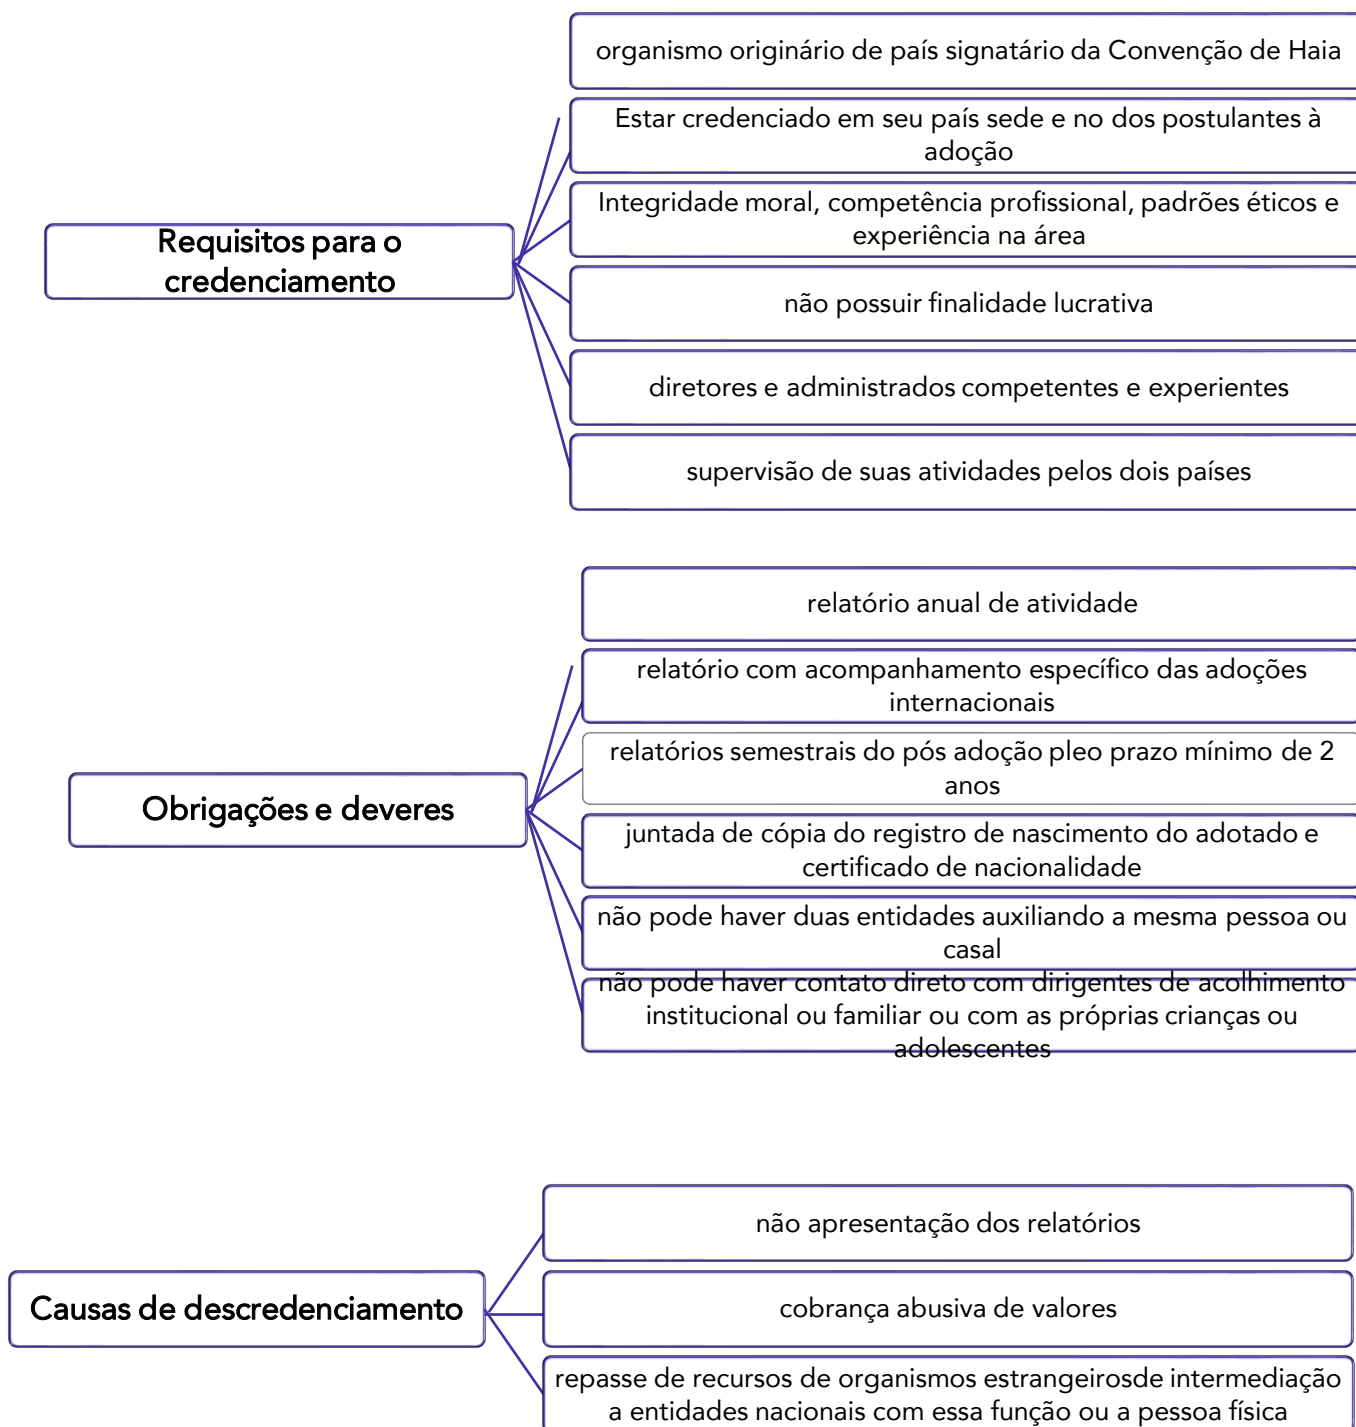 organismo originário de país signatário da Convenção de Haia
Estar credenciado em seu país sede e no dos postulantes à
adoção
Integridade moral, competência profissional, padrões éticos e
experiência na área
Requisitos para o
credenciamento
não possuir finalidade lucrativa
diretores e administrados competentes e experientes
supervisão de suas atividades pelos dois países
relatório anual de atividade
relatório com acompanhamento específico das adoções
internacionais
relatórios semestrais do pós adoção pleo prazo mínimo de 2
anos
Obrigações e deveres
juntada de cópia do registro de nascimento do adotado e
certificado de nacionalidade
não pode haver duas entidades auxiliando a mesma pessoa ou
casal
não pode haver contato direto com dirigentes de acolhimento
institucional ou familiar ou com as próprias crianças ou
adolescentes
não apresentação dos relatórios
Causas de descredenciamento
cobrança abusiva de valores
repasse de recursos de organismos estrangeirosde intermediação
a entidades nacionais com essa função ou a pessoa física